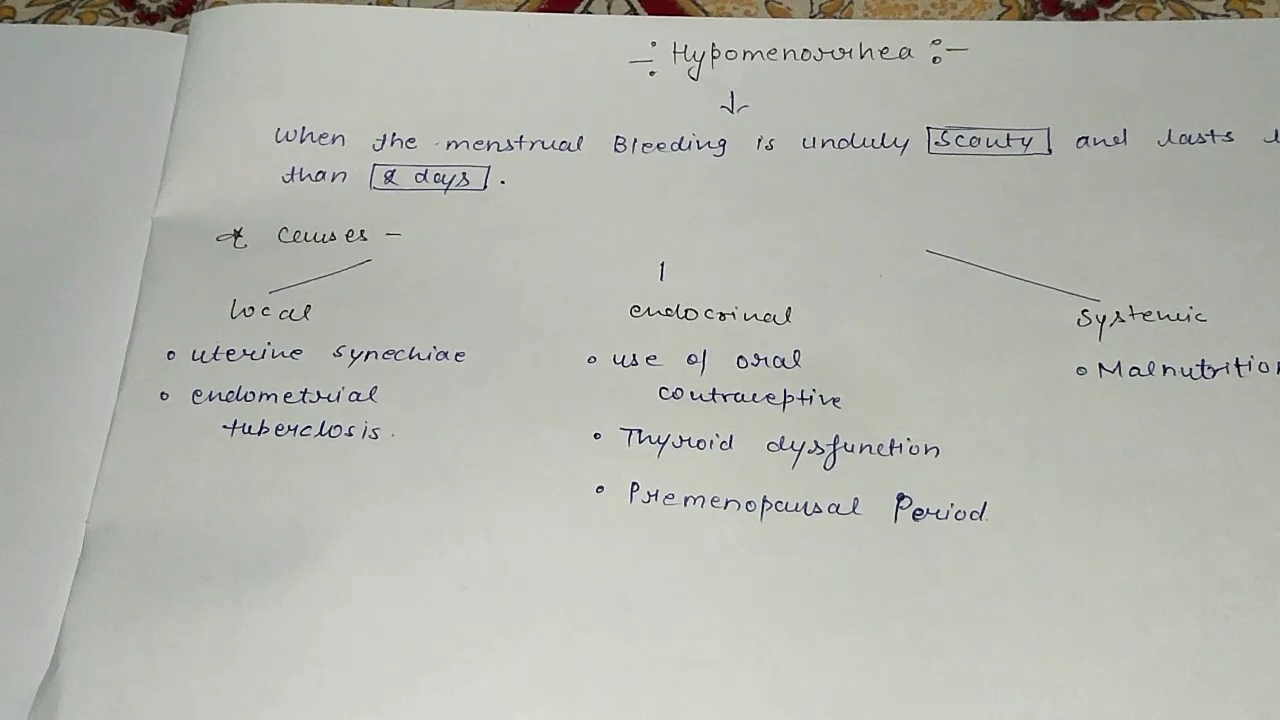 ÷ Hypomenorrhea :-
↓
When the menstrual Bleeding is unduly Scanty and lasts
than 2 days.
* Causes -
Local
• uterine synechiae
• endometrial
tuberclosis.
endocrinal
• use of oral
contraceptive
• Thyroid dysfunction
• Premenopausal Period.
Systemic
• Malnutrition